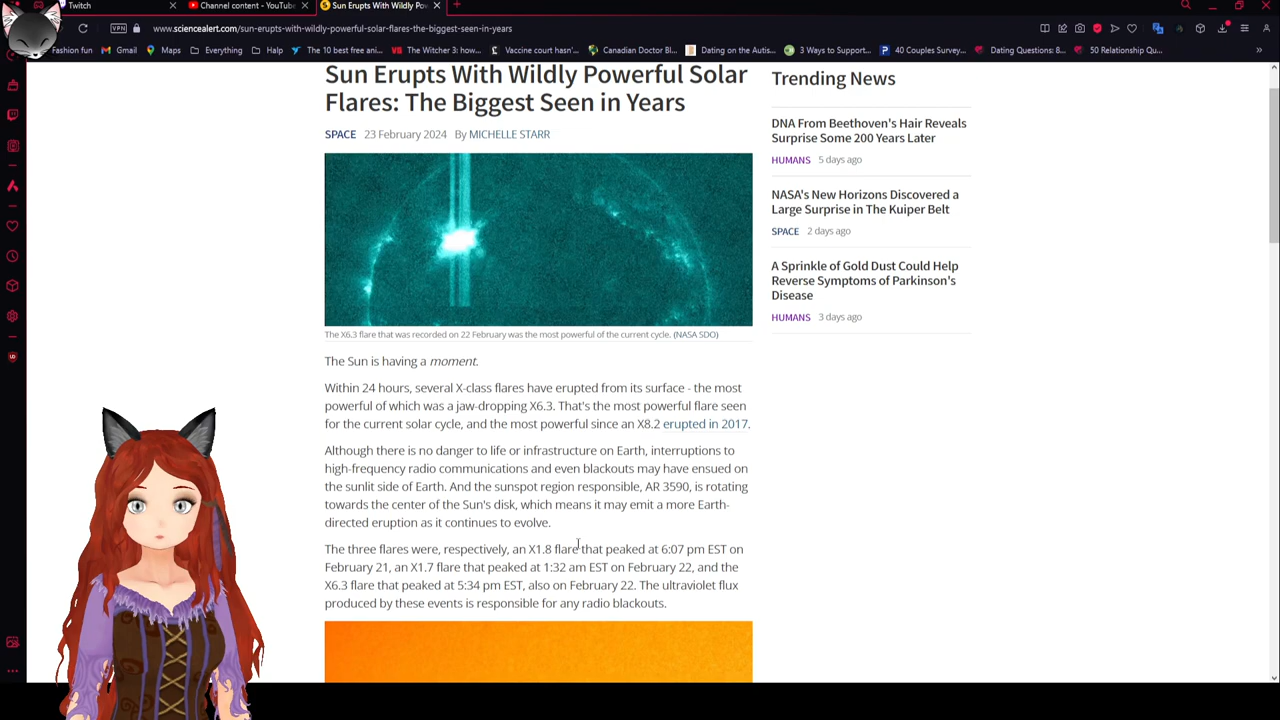 Twitch
Channel content - YouTube
Sun Erupts With Wildly Pow
VPN
www.sciencealert.com/sun-erupts-with-wildly-powerful-solar-flares-the-biggest-seen-in-years
Fashion fun
Gmail
Maps
Everything
Halp
The 10 best free ani...
The Witcher 3: how...
Vaccine court hasn'...
Canadian Doctor Bl...
Dating on the Autis...
3 Ways to Support...
40 Couples Survey...
Dating Questions: 8...
50 Relationship Qu...
Sun Erupts With Wildly Powerful Solar
Flares: The Biggest Seen in Years
SPACE 23 February 2024 By MICHELLE STARR
The X6.3 flare that was recorded on 22 February was the most powerful of the current cycle. (NASA SDO)
The Sun is having a moment.
Within 24 hours, several X-class flares have erupted from its surface - the most
powerful of which was a jaw-dropping X6.3. That's the most powerful flare seen
for the current solar cycle, and the most powerful since an X8.2 erupted in 2017.
Although there is no danger to life or infrastructure on Earth, interruptions to
high-frequency radio communications and even blackouts may have ensued on
the sunlit side of Earth. And the sunspot region responsible, AR 3590, is rotating
towards the center of the Sun's disk, which means it may emit a more Earth-
directed eruption as it continues to evolve.
The three flares were, respectively, an X1.8 flare that peaked at 6:07 pm EST on
February 21, an X1.7 flare that peaked at 1:32 am EST on February 22, and the
X6.3 flare that peaked at 5:34 pm EST, also on February 22. The ultraviolet flux
produced by these events is responsible for any radio blackouts.
Trending News
DNA From Beethoven's Hair Reveals
Surprise Some 200 Years Later
HUMANS 5 days ago
NASA's New Horizons Discovered a
Large Surprise in The Kuiper Belt
SPACE 2 days ago
A Sprinkle of Gold Dust Could Help
Reverse Symptoms of Parkinson's
Disease
HUMANS 3 days ago